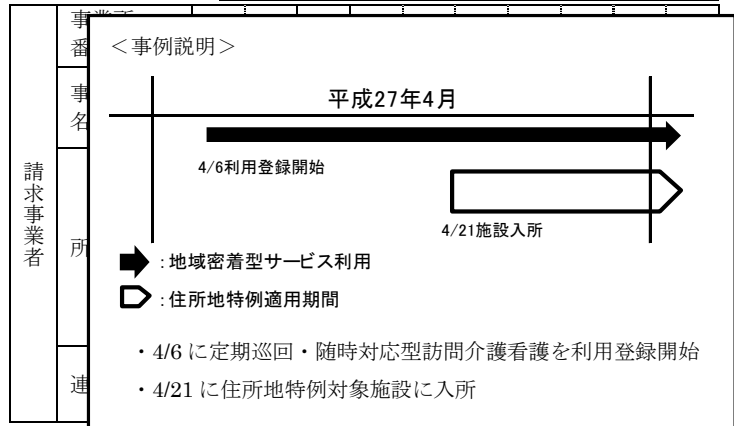 事業所
番
事
名
請求事業者
所
連
＜事例説明＞
平成27年4月
4/6利用登録開始
4/21施設入所
：地域密着型サービス利用
：住所地特例適用期間
・4/6 に定期巡回・随時対応型訪問介護看護を利用登録開始
・4/21 に住所地特例対象施設に入所